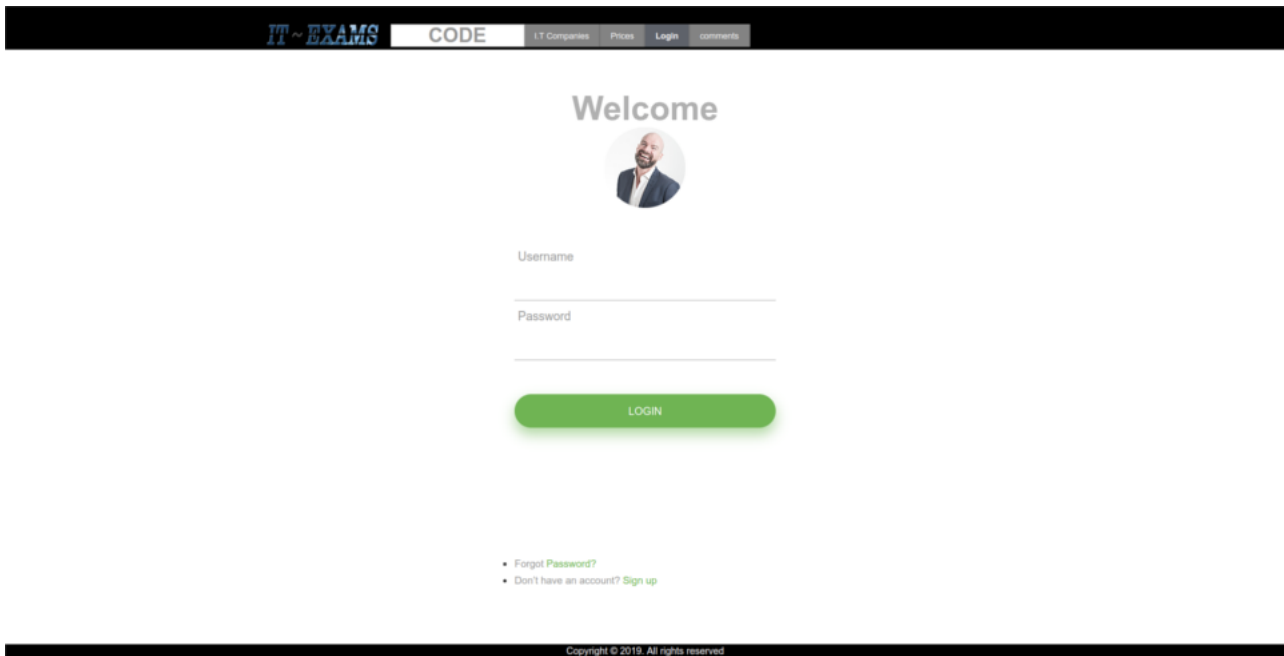 IT~EXAMS CODE I.T Companies Prices Login comments
Welcome
Username
Password
LOGIN
Forgot Password?
Don't have an account? Sign up
Copyright © 2019. All rights reserved